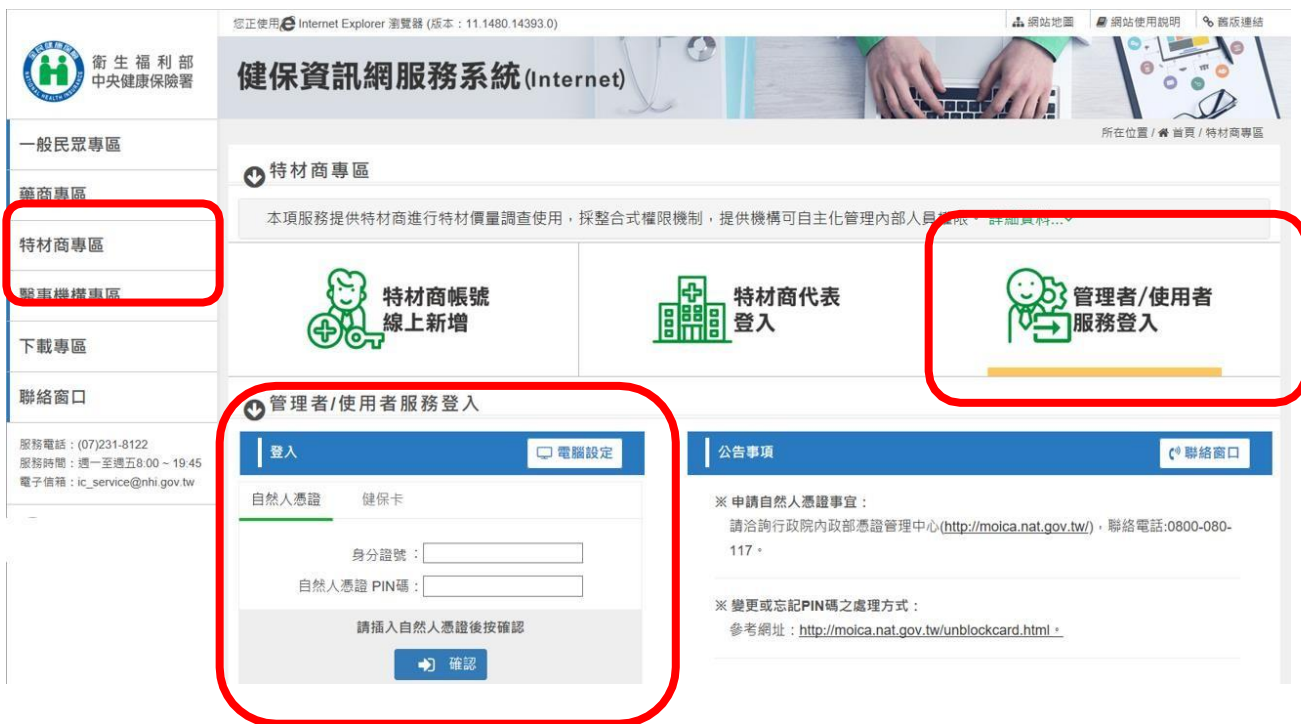 您正使用 Internet Explorer 瀏覽器 (版本：11.1480.14393.0)
網站地圖
網站使用說明
舊版連結
全民健康保險
NATIONAL HEALTH INSURANCE
衛生福利部
中央健康保險署
健保資訊網服務系統(Internet)
所在位置 / 首頁 / 特材商專區
一般民眾專區
藥商專區
特材商專區
醫事機構專區
下載專區
聯絡窗口
服務電話：(07)231-8122
服務時間：週一至週五8:00 ~ 19:45
電子信箱：ic_service@nhi.gov.tw
特材商專區
本項服務提供特材商進行特材價量調查使用，採整合式權限機制，提供機構可自主化管理內部人員權限。 詳細資料...
特材商帳號
線上新增
特材商代表
登入
管理者/使用者
服務登入
管理者/使用者服務登入
登入
電腦設定
自然人憑證
健保卡
身分證號：
自然人憑證 PIN碼：
請插入自然人憑證後按確認
確認
公告事項
聯絡窗口
※ 申請自然人憑證事宜：
請洽詢行政院內政部憑證管理中心(http://moica.nat.gov.tw/)，聯絡電話:0800-080-
117。
※ 變更或忘記PIN碼之處理方式：
參考網址：http://moica.nat.gov.tw/unblockcard.html。